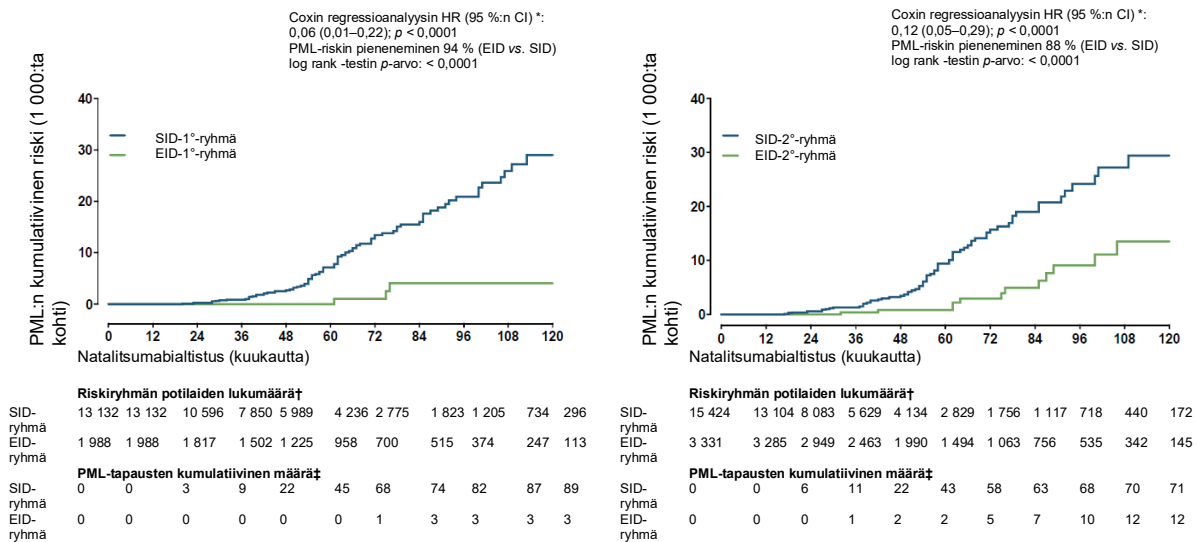 Coxin regressioanalyysin HR (95 %:n CI) *:
0,06 (0,01–0,22); p < 0,0001
PML-riskin pieneneminen 94 % (EID vs. SID)
log rank -testin p-arvo: < 0,0001
PML:n kumulatiivinen riski (1 000:ta
kohti)
40
30
20
10
0
SID-1°-ryhmä
EID-1°-ryhmä
0 12 24 36 48 60 72 84 96 108 120
Natalitsumabialtistus (kuukautta)
Riskiryhmän potilaiden lukumäärä†
SID-
ryhmä
13 132 13 132 10 596 7 850 5 989 4 236 2 775 1 823 1 205 734 296
EID-
ryhmä
1 988 1 988 1 817 1 502 1 225 958 700 515 374 247 113
PML-tapausten kumulatiivinen määrä‡
SID-
ryhmä
0 0 3 9 22 45 68 74 82 87 89
EID-
ryhmä
0 0 0 0 0 0 1 3 3 3 3
Coxin regressioanalyysin HR (95 %:n CI) *:
0,12 (0,05–0,29); p < 0,0001
PML-riskin pieneneminen 88 % (EID vs. SID)
log rank -testin p-arvo: < 0,0001
PML:n kumulatiivinen riski (1 000:ta
kohti)
40
30
20
10
0
SID-2°-ryhmä
EID-2°-ryhmä
0 12 24 36 48 60 72 84 96 108 120
Natalitsumabialtistus (kuukautta)
Riskiryhmän potilaiden lukumäärä†
SID-
ryhmä
15 424 13 104 8 083 5 629 4 134 2 829 1 756 1 117 718 440 172
EID-
ryhmä
3 331 3 285 2 949 2 463 1 990 1 494 1 063 756 535 342 145
PML-tapausten kumulatiivinen määrä‡
SID-
ryhmä
0 0 6 11 22 43 58 63 68 70 71
EID-
ryhmä
0 0 0 1 2 2 5 7 10 12 12